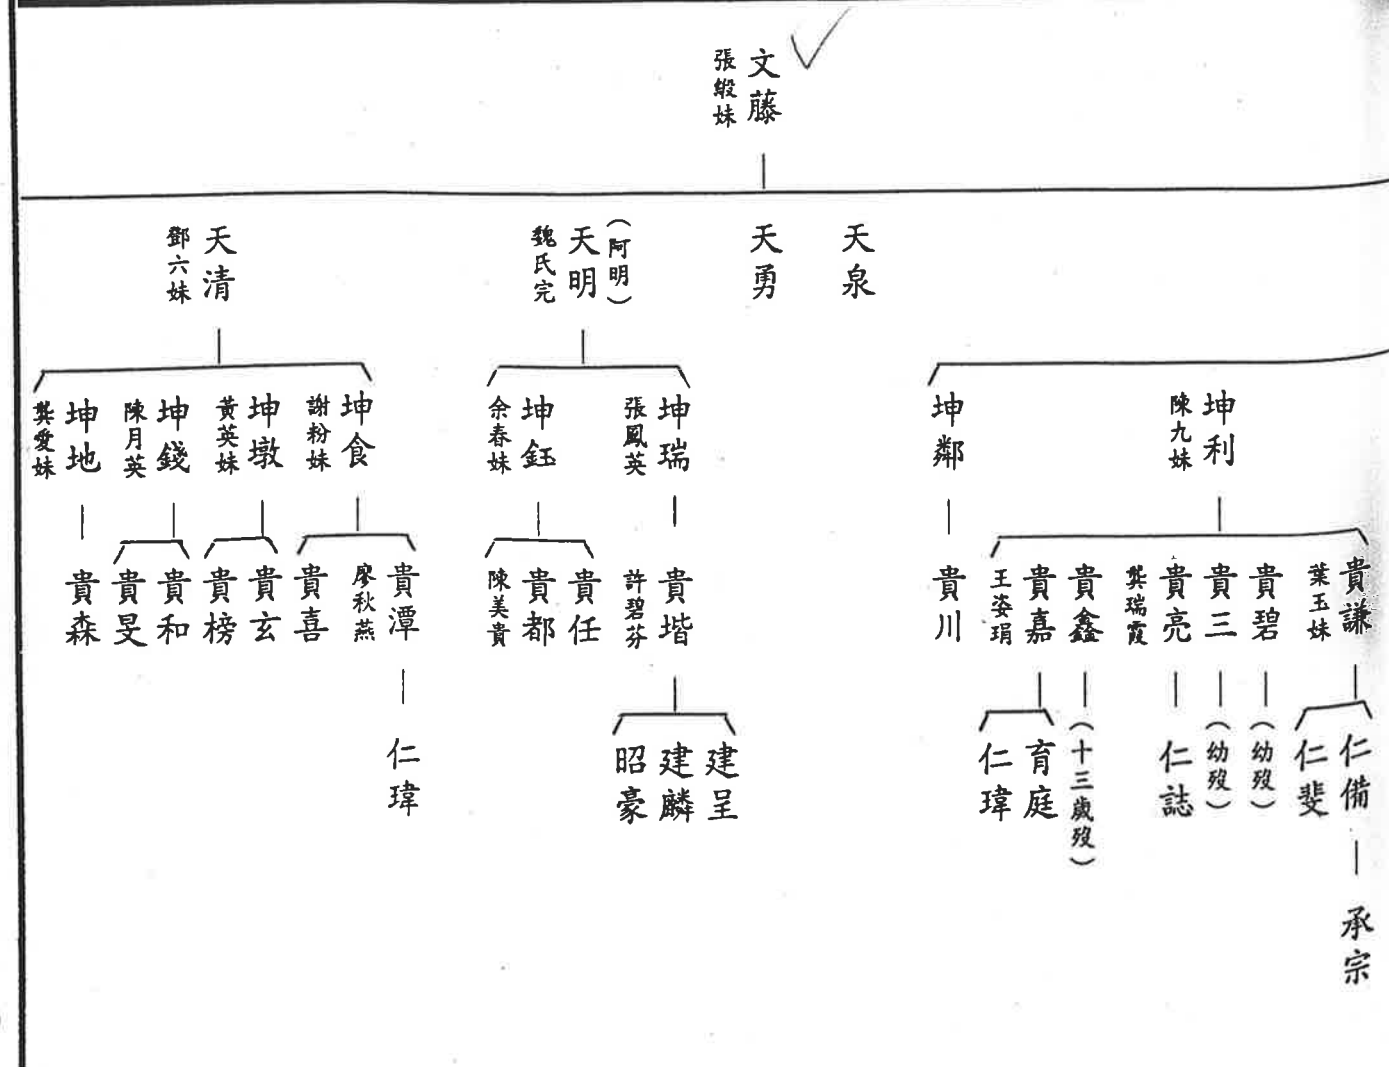 文藤
張緞妹
天泉
天勇
(阿明)
天明
魏氏完
天清
鄧六妹
坤利
陳九妹
坤鄰
坤瑞
張鳳英
坤鈺
余春妹
坤食
謝粉妹
坤墩
黃英妹
坤錢
陳月英
坤地
龔愛妹
貴謙
葉玉妹
貴碧
貴三
貴亮
龔瑞霞
貴鑫
貴嘉
王姿琄
貴川
貴堦
許碧芬
貴任
貴都
陳美貴
貴潭
廖秋燕
貴喜
貴玄
貴榜
貴和
貴旻
貴森
仁備
仁斐
(幼歿)
(幼歿)
仁誌
(十三歲歿)
育庭
仁瑋
建呈
建麟
昭豪
仁瑋
承宗